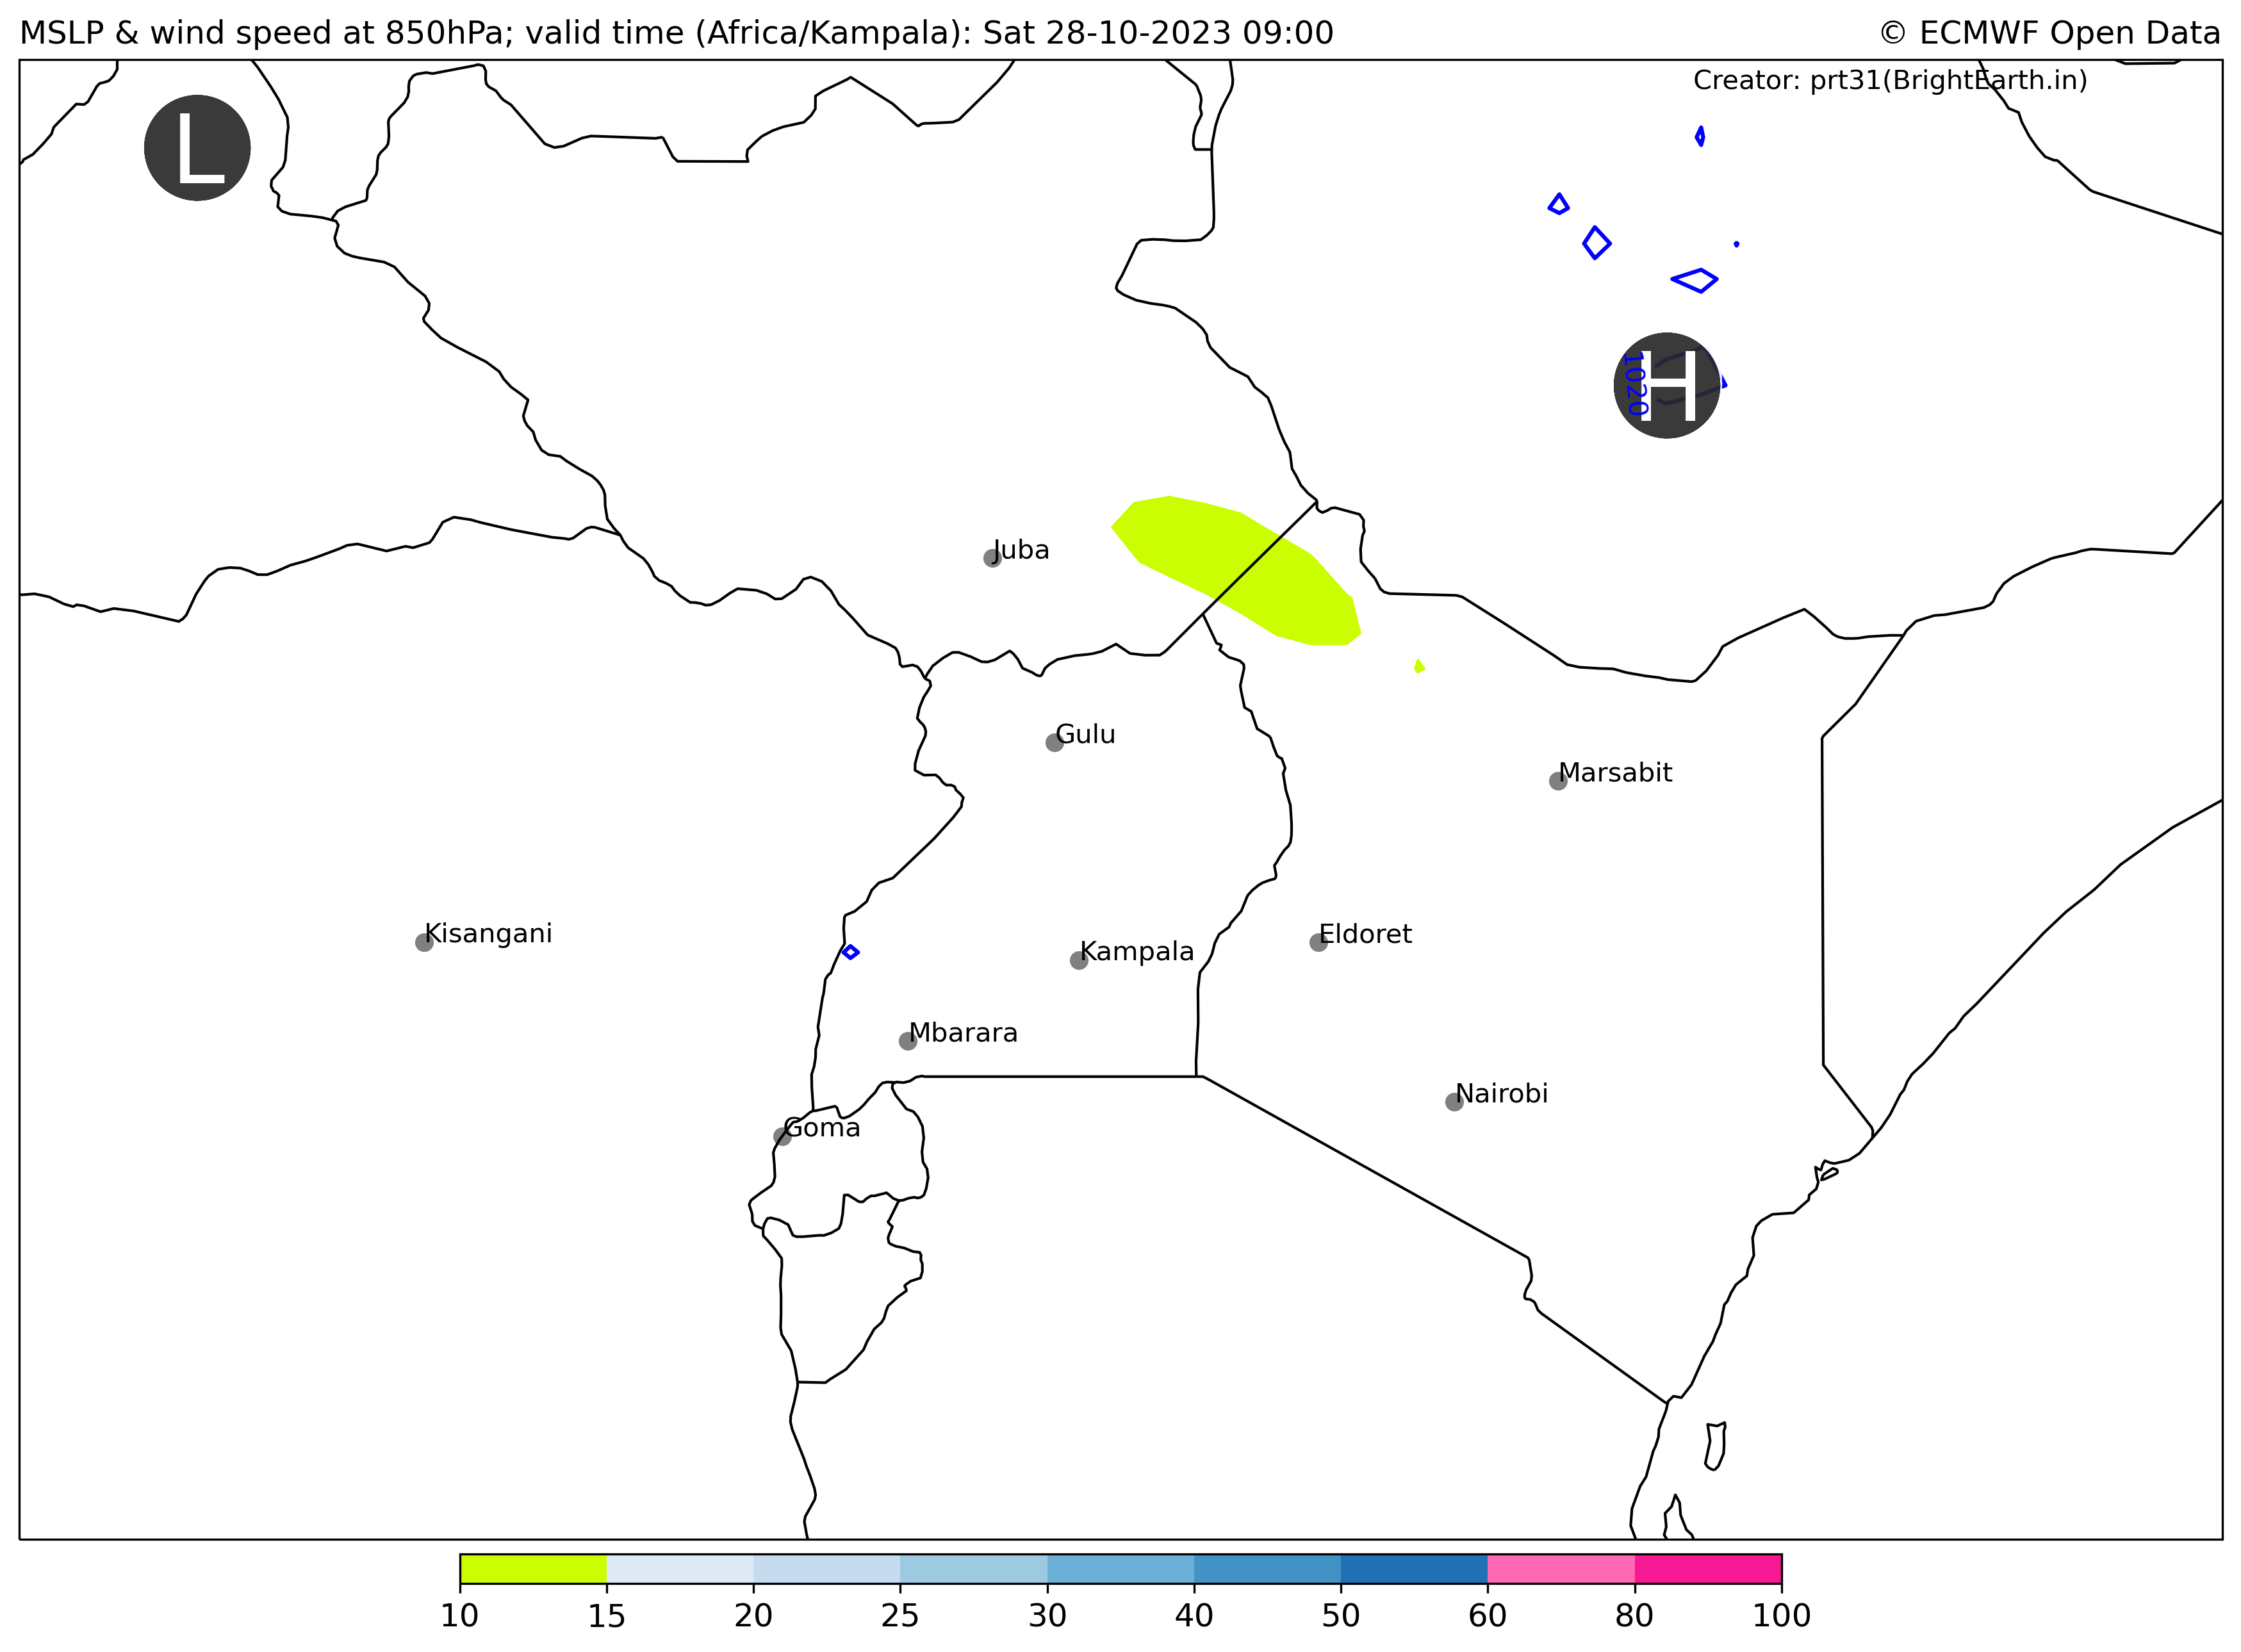 MSLP & wind speed at 850hPa; valid time (Africa/Kampala): Sat 28-10-2023 09:00
© ECMWF Open Data
Creator: prt31(BrightEarth.in)
L
H
1020
Juba
Gulu
Marsabit
Kisangani
Eldoret
Kampala
Mbarara
Nairobi
Goma
10 15 20 25 30 40 50 60 80 100